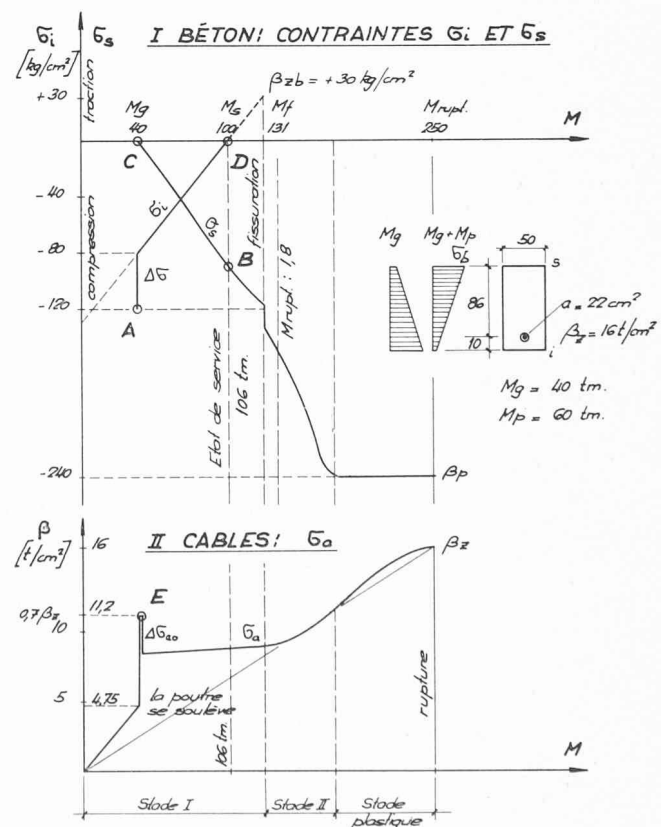 I BÉTON: CONTRAINTES σi ET σs
σi
σs
[kg/cm²]
traction
compression
+30
-40
-80
-120
-240
βzb = +30 kg/cm²
Mg
40
Ms
100
Mf
131
Mrupt.
250
M
C
D
σi
σs
B
Δσ
A
Etat de service
106 tm.
fissuration
Mrupt.: 1,8
βp
Mg
Mg + Mp
σb
50
s
86
10
i
a = 22 cm²
βz = 16 t/cm²
Mg = 40 tm.
Mp = 60 tm.
II CABLES: σa
β
[t/cm²]
16
0,7βz
11,2
10
5
4,75
E
Δσao
σa
βz
la poutre
se soulève
106 tm.
rupture
M
Stade I
Stade II
Stade
plastique